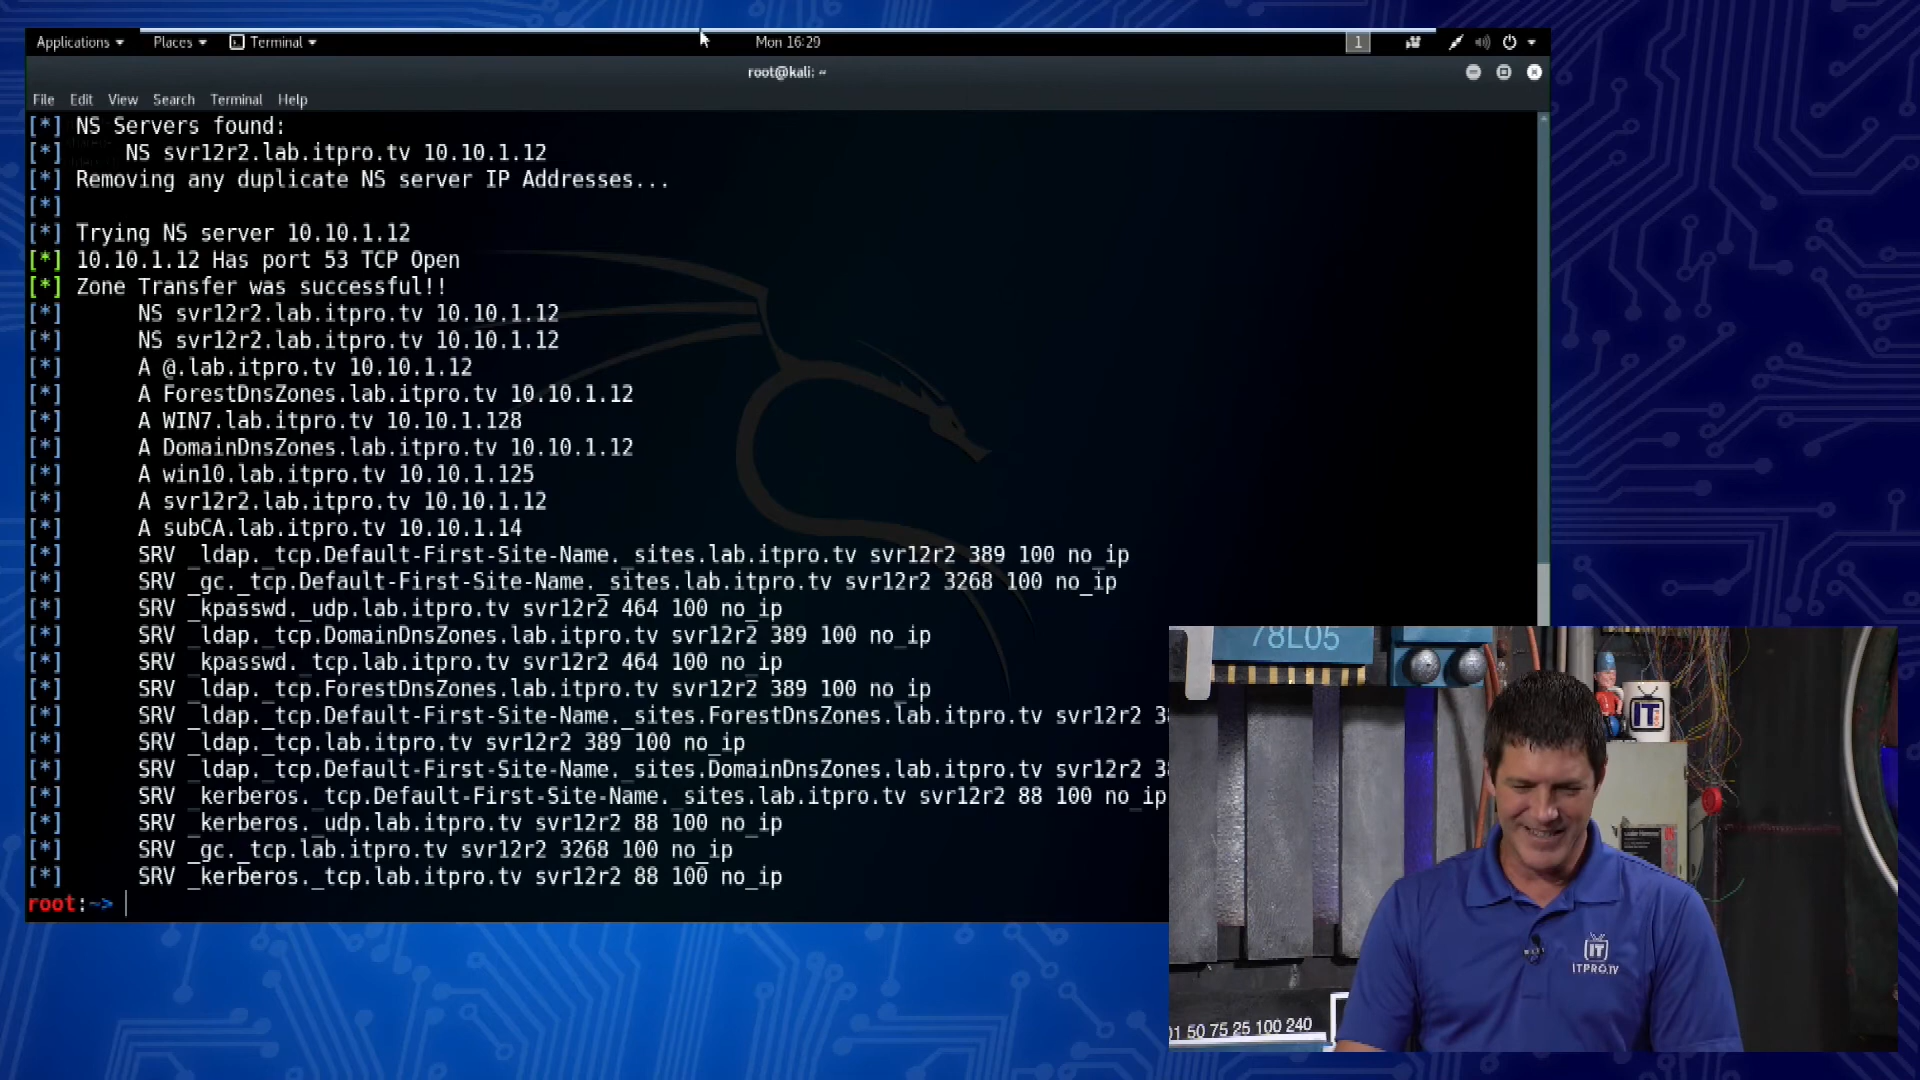 Applications Places Terminal Mon 16:29 1
root@kali: ~
File Edit View Search Terminal Help
[*] NS Servers found:
[*] NS svr12r2.lab.itpro.tv 10.10.1.12
[*] Removing any duplicate NS server IP Addresses...
[*]
[*] Trying NS server 10.10.1.12
[*] 10.10.1.12 Has port 53 TCP Open
[*] Zone Transfer was successful!!
[*] NS svr12r2.lab.itpro.tv 10.10.1.12
[*] NS svr12r2.lab.itpro.tv 10.10.1.12
[*] A @.lab.itpro.tv 10.10.1.12
[*] A ForestDnsZones.lab.itpro.tv 10.10.1.12
[*] A WIN7.lab.itpro.tv 10.10.1.128
[*] A DomainDnsZones.lab.itpro.tv 10.10.1.12
[*] A win10.lab.itpro.tv 10.10.1.125
[*] A svr12r2.lab.itpro.tv 10.10.1.12
[*] A subCA.lab.itpro.tv 10.10.1.14
[*] SRV _ldap._tcp.Default-First-Site-Name._sites.lab.itpro.tv svr12r2 389 100 no_ip
[*] SRV _gc._tcp.Default-First-Site-Name._sites.lab.itpro.tv svr12r2 3268 100 no_ip
[*] SRV _kpasswd._udp.lab.itpro.tv svr12r2 464 100 no_ip
[*] SRV _ldap._tcp.DomainDnsZones.lab.itpro.tv svr12r2 389 100 no_ip
[*] SRV _kpasswd._tcp.lab.itpro.tv svr12r2 464 100 no_ip
[*] SRV _ldap._tcp.ForestDnsZones.lab.itpro.tv svr12r2 389 100 no_ip
[*] SRV _ldap._tcp.Default-First-Site-Name._sites.ForestDnsZones.lab.itpro.tv svr12r2 38
[*] SRV _ldap._tcp.lab.itpro.tv svr12r2 389 100 no_ip
[*] SRV _ldap._tcp.Default-First-Site-Name._sites.DomainDnsZones.lab.itpro.tv svr12r2 38
[*] SRV _kerberos._tcp.Default-First-Site-Name._sites.lab.itpro.tv svr12r2 88 100 no_ip
[*] SRV _kerberos._udp.lab.itpro.tv svr12r2 88 100 no_ip
[*] SRV _gc._tcp.lab.itpro.tv svr12r2 3268 100 no_ip
[*] SRV _kerberos._tcp.lab.itpro.tv svr12r2 88 100 no_ip
root:~>
78L05
IT
IT
ITPRO.TV
50 75 25 100 240